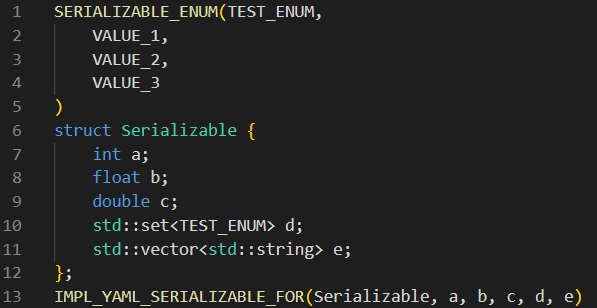 1 SERIALIZABLE_ENUM(TEST_ENUM,
2     VALUE_1,
3     VALUE_2,
4     VALUE_3
5 )
6 struct Serializable {
7     int a;
8     float b;
9     double c;
10     std::set<TEST_ENUM> d;
11     std::vector<std::string> e;
12 };
13 IMPL_YAML_SERIALIZABLE_FOR(Serializable, a, b, c, d, e)